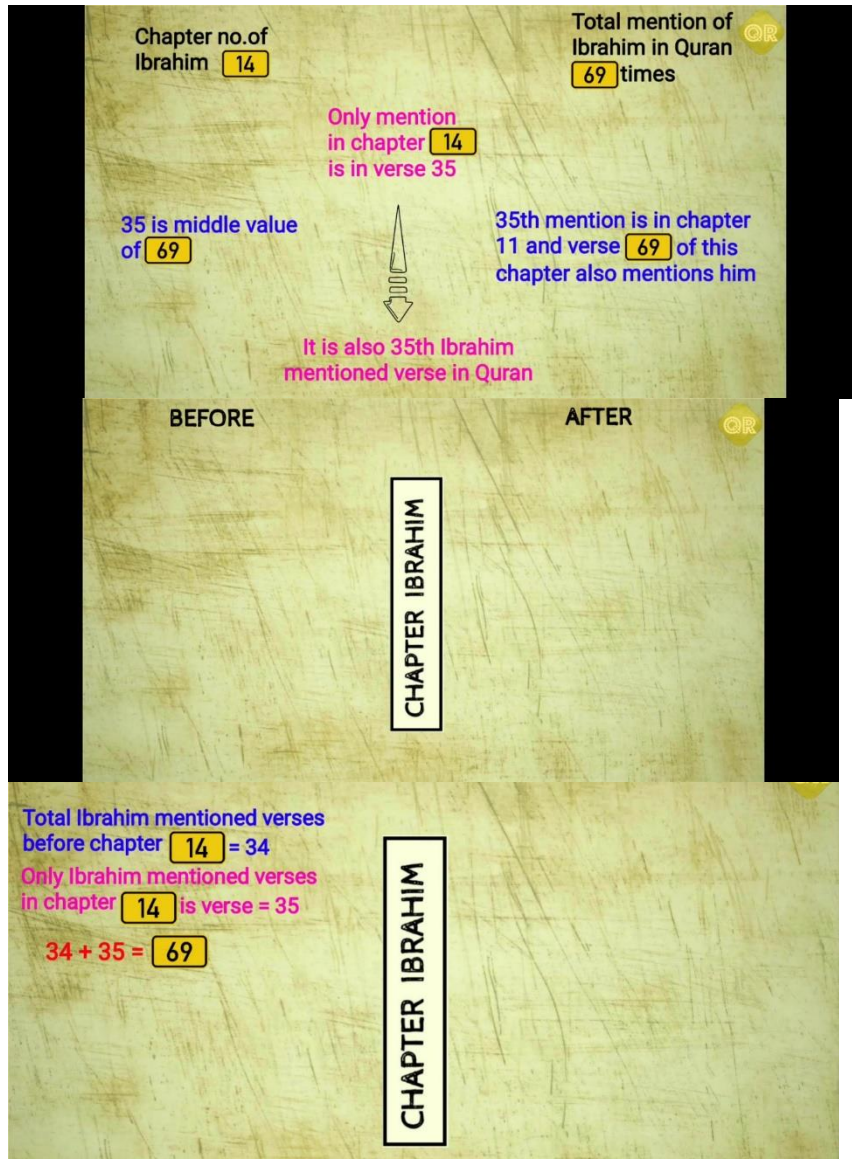 Chapter no.of
Ibrahim 14
Total mention of
Ibrahim in Quran
69 times
QR
Only mention
in chapter 14
is in verse 35
35 is middle value
of 69
35th mention is in chapter
11 and verse 69 of this
chapter also mentions him
It is also 35th Ibrahim
mentioned verse in Quran
BEFORE
AFTER
QR
CHAPTER IBRAHIM
Total Ibrahim mentioned verses
before chapter 14 = 34
Only Ibrahim mentioned verses
in chapter 14 is verse = 35
34 + 35 = 69
CHAPTER IBRAHIM